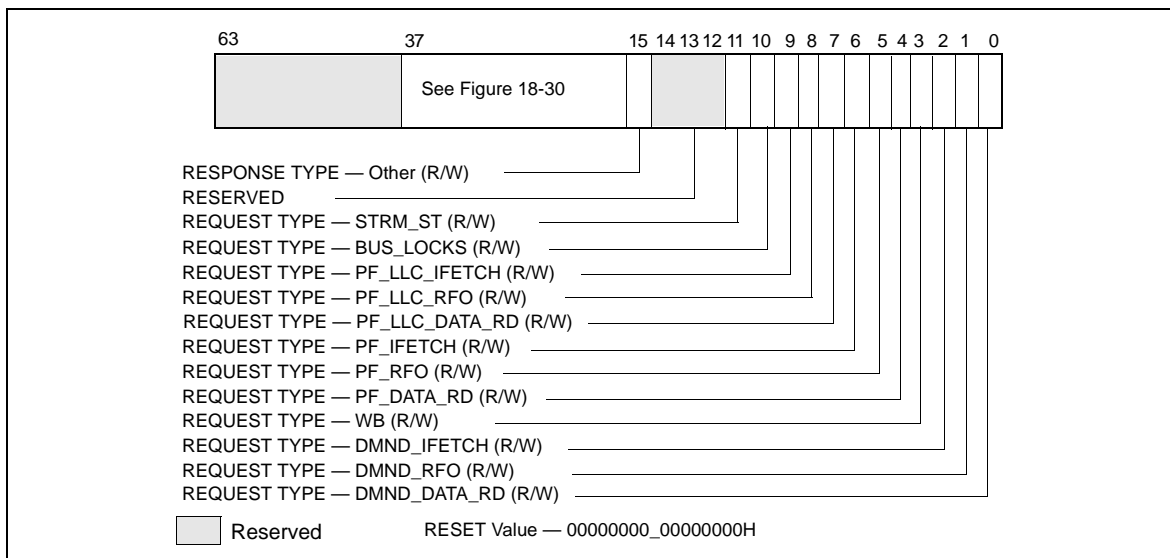 63 37 15 14 13 12 11 10 9 8 7 6 5 4 3 2 1 0
See Figure 18-30
RESPONSE TYPE — Other (R/W)
RESERVED
REQUEST TYPE — STRM_ST (R/W)
REQUEST TYPE — BUS_LOCKS (R/W)
REQUEST TYPE — PF_LLC_IFETCH (R/W)
REQUEST TYPE — PF_LLC_RFO (R/W)
REQUEST TYPE — PF_LLC_DATA_RD (R/W)
REQUEST TYPE — PF_IFETCH (R/W)
REQUEST TYPE — PF_RFO (R/W)
REQUEST TYPE — PF_DATA_RD (R/W)
REQUEST TYPE — WB (R/W)
REQUEST TYPE — DMND_IFETCH (R/W)
REQUEST TYPE — DMND_RFO (R/W)
REQUEST TYPE — DMND_DATA_RD (R/W)
Reserved RESET Value — 00000000_00000000H